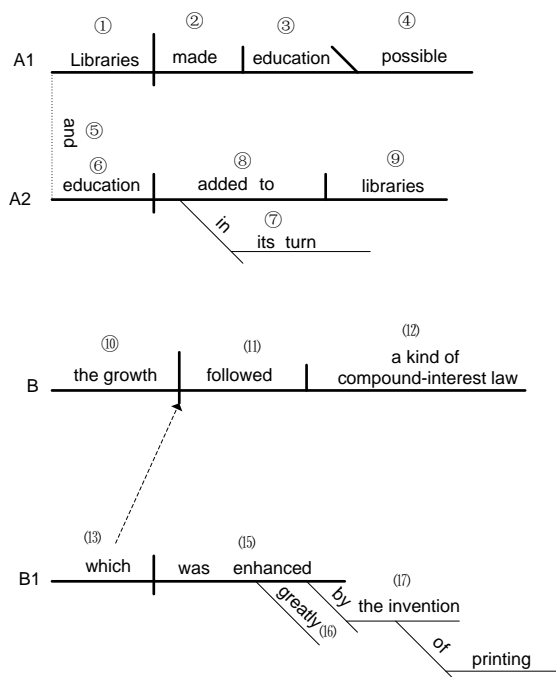 ① ② ③ ④
A1 Libraries made education possible
and ⑤
⑥ ⑧ ⑨
A2 education added to libraries
in ⑦
its turn
⑩ (11) (12)
B the growth followed a kind of
compound-interest law
(13) (15)
B1 which was enhanced
greatly (16) by (17)
the invention
of
printing